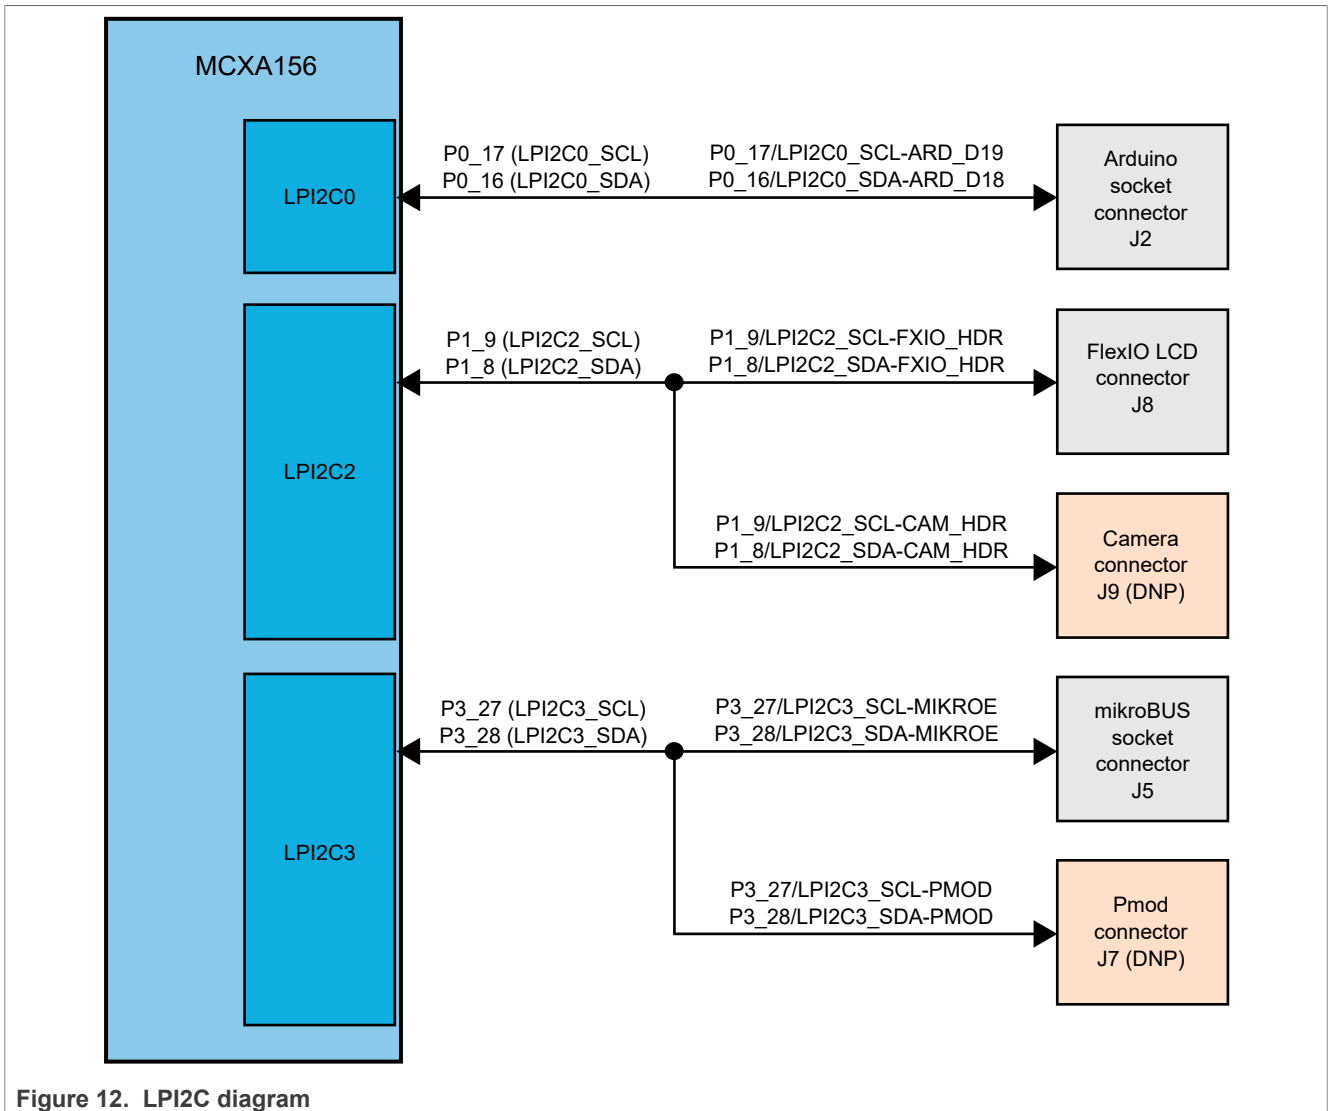 MCXA156
LPI2C0
P0_17 (LPI2C0_SCL)
P0_16 (LPI2C0_SDA)
P0_17/LPI2C0_SCL-ARD_D19
P0_16/LPI2C0_SDA-ARD_D18
Arduino
socket
connector
J2
LPI2C2
P1_9 (LPI2C2_SCL)
P1_8 (LPI2C2_SDA)
P1_9/LPI2C2_SCL-FXIO_HDR
P1_8/LPI2C2_SDA-FXIO_HDR
FlexIO LCD
connector
J8
P1_9/LPI2C2_SCL-CAM_HDR
P1_8/LPI2C2_SDA-CAM_HDR
Camera
connector
J9 (DNP)
LPI2C3
P3_27 (LPI2C3_SCL)
P3_28 (LPI2C3_SDA)
P3_27/LPI2C3_SCL-MIKROE
P3_28/LPI2C3_SDA-MIKROE
mikroBUS
socket
connector
J5
P3_27/LPI2C3_SCL-PMOD
P3_28/LPI2C3_SDA-PMOD
Pmod
connector
J7 (DNP)
Figure 12. LPI2C diagram